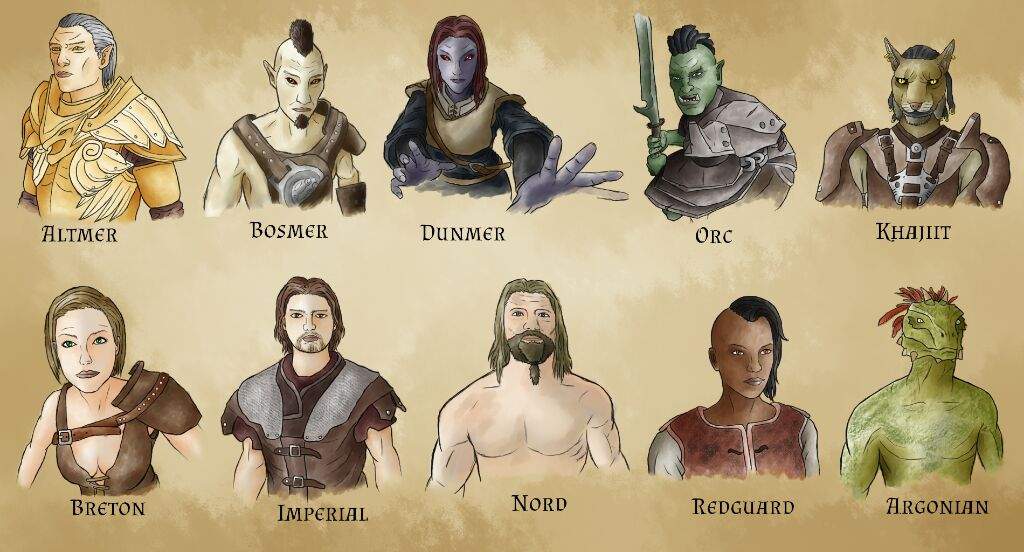 Altmer
Bosmer
Dunmer
Orc
Khajiit
Breton
Imperial
Nord
Redguard
Argonian